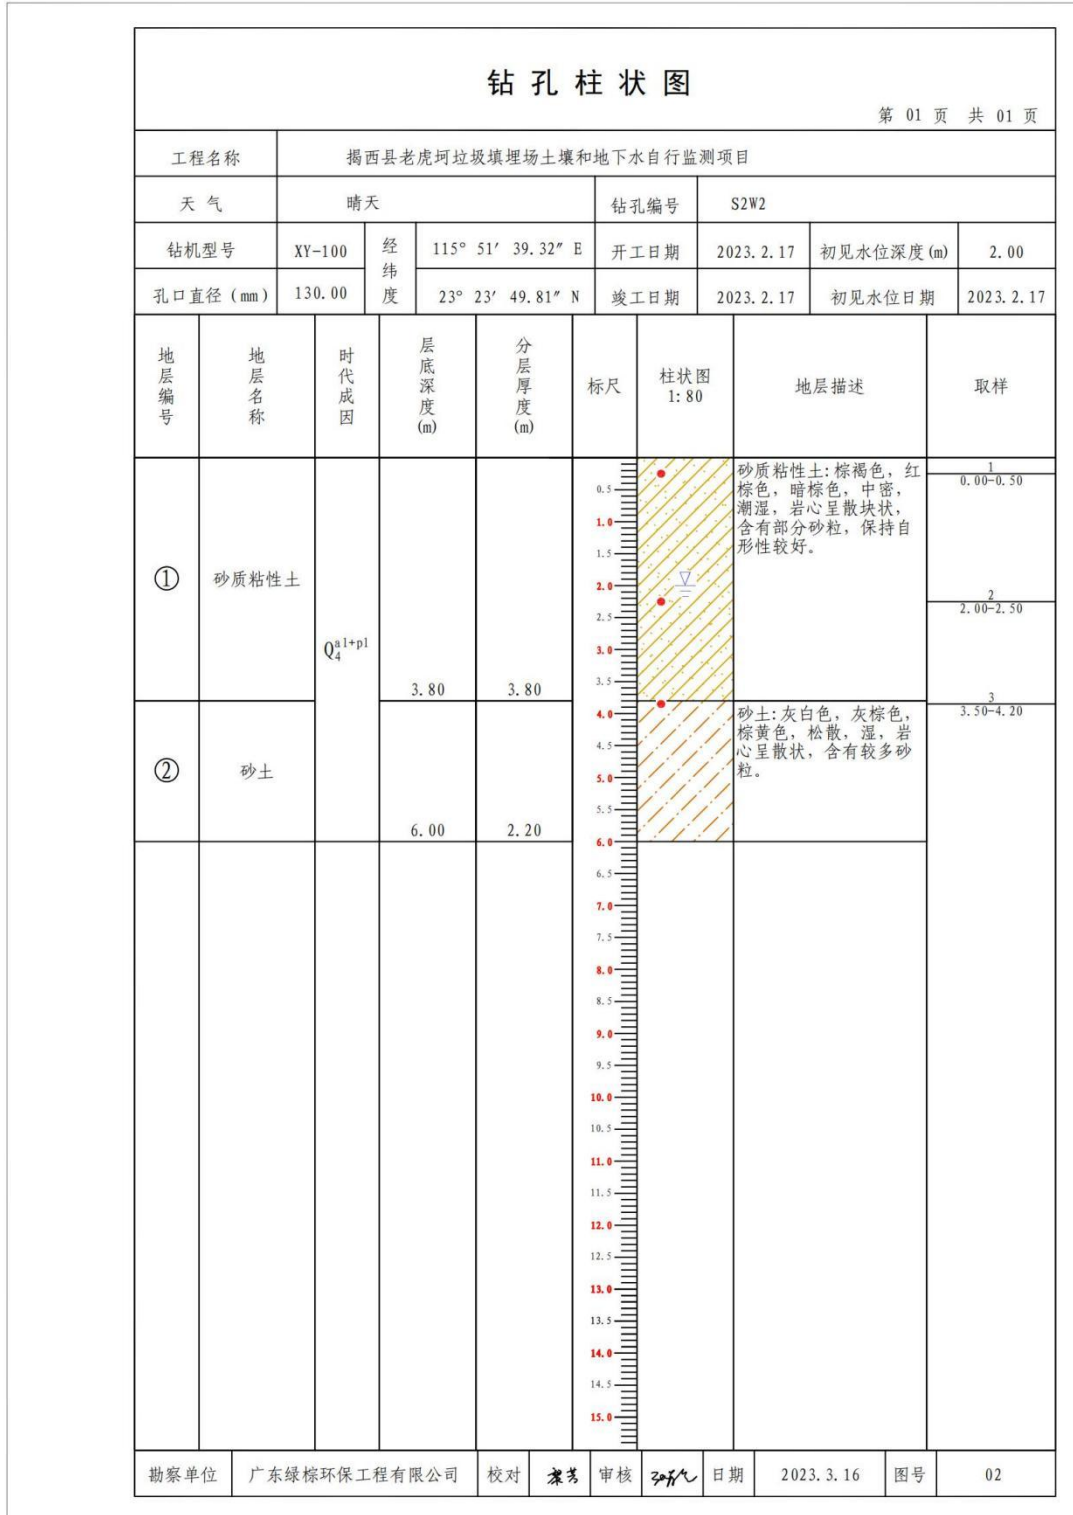 钻孔柱状图
第 01 页 共 01 页
工程名称 揭西县老虎坷垃圾填埋场土壤和地下水自行监测项目
天气 晴天 钻孔编号 S2W2
钻机型号 XY-100 经纬度 115° 51′ 39.32″ E 开工日期 2023.2.17 初见水位深度(m) 2.00
孔口直径(mm) 130.00 23° 23′ 49.81″ N 竣工日期 2023.2.17 初见水位日期 2023.2.17
地层编号 地层名称 时代成因 层底深度(m) 分层厚度(m) 标尺 柱状图 1:80 地层描述 取样
① 砂质粘性土 Q4al+pl 3.80 3.80
砂质粘性土:棕褐色，红
棕色，暗棕色，中密，
潮湿，岩心呈散块状，
含有部分砂粒，保持自
形性较好。
1
0.00-0.50
2
2.00-2.50
3
3.50-4.20
② 砂土 6.00 2.20
砂土:灰白色，灰棕色，
棕黄色，松散，湿，岩
心呈散状，含有较多砂
粒。
0.5
1.0
1.5
2.0
2.5
3.0
3.5
4.0
4.5
5.0
5.5
6.0
6.5
7.0
7.5
8.0
8.5
9.0
9.5
10.0
10.5
11.0
11.5
12.0
12.5
13.0
13.5
14.0
14.5
15.0
勘察单位 广东绿棕环保工程有限公司 校对 审核 日期 2023.3.16 图号 02